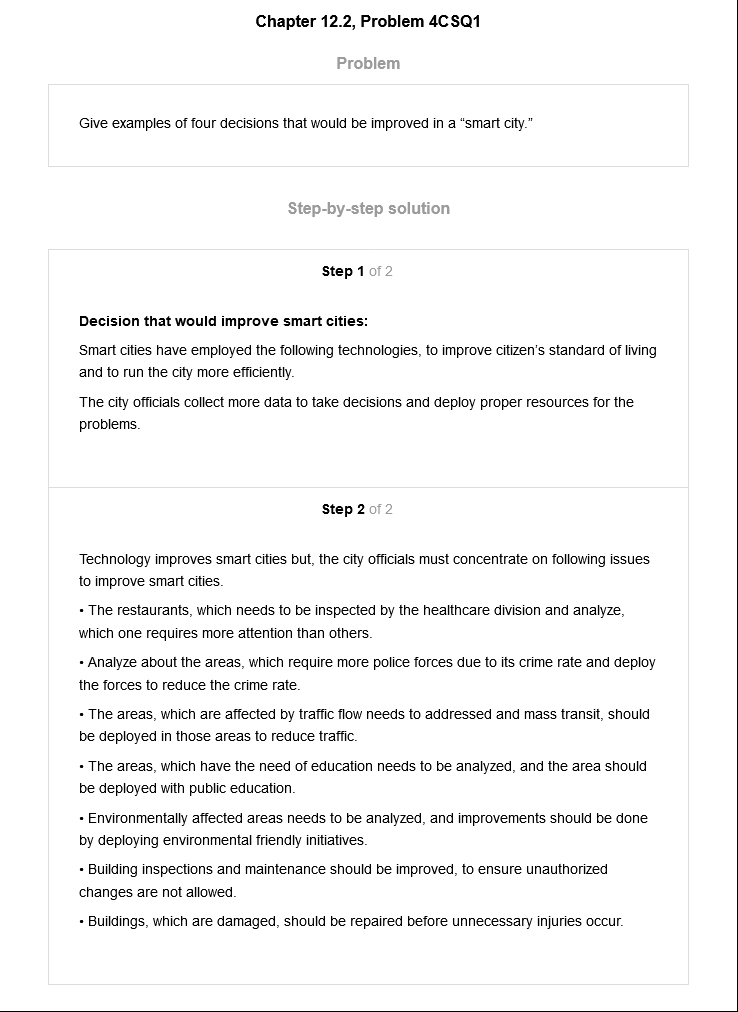 Chapter 12.2, Problem 4CSQ1
Problem
Give examples of four decisions that would be improved in a “smart city.”
Step-by-step solution
Step 1 of 2
Decision that would improve smart cities:
Smart cities have employed the following technologies, to improve citizen’s standard of living
and to run the city more efficiently.
The city officials collect more data to take decisions and deploy proper resources for the
problems.
Step 2 of 2
Technology improves smart cities but, the city officials must concentrate on following issues
to improve smart cities.
• The restaurants, which needs to be inspected by the healthcare division and analyze,
which one requires more attention than others.
• Analyze about the areas, which require more police forces due to its crime rate and deploy
the forces to reduce the crime rate.
• The areas, which are affected by traffic flow needs to addressed and mass transit, should
be deployed in those areas to reduce traffic.
• The areas, which have the need of education needs to be analyzed, and the area should
be deployed with public education.
• Environmentally affected areas needs to be analyzed, and improvements should be done
by deploying environmental friendly initiatives.
• Building inspections and maintenance should be improved, to ensure unauthorized
changes are not allowed.
• Buildings, which are damaged, should be repaired before unnecessary injuries occur.